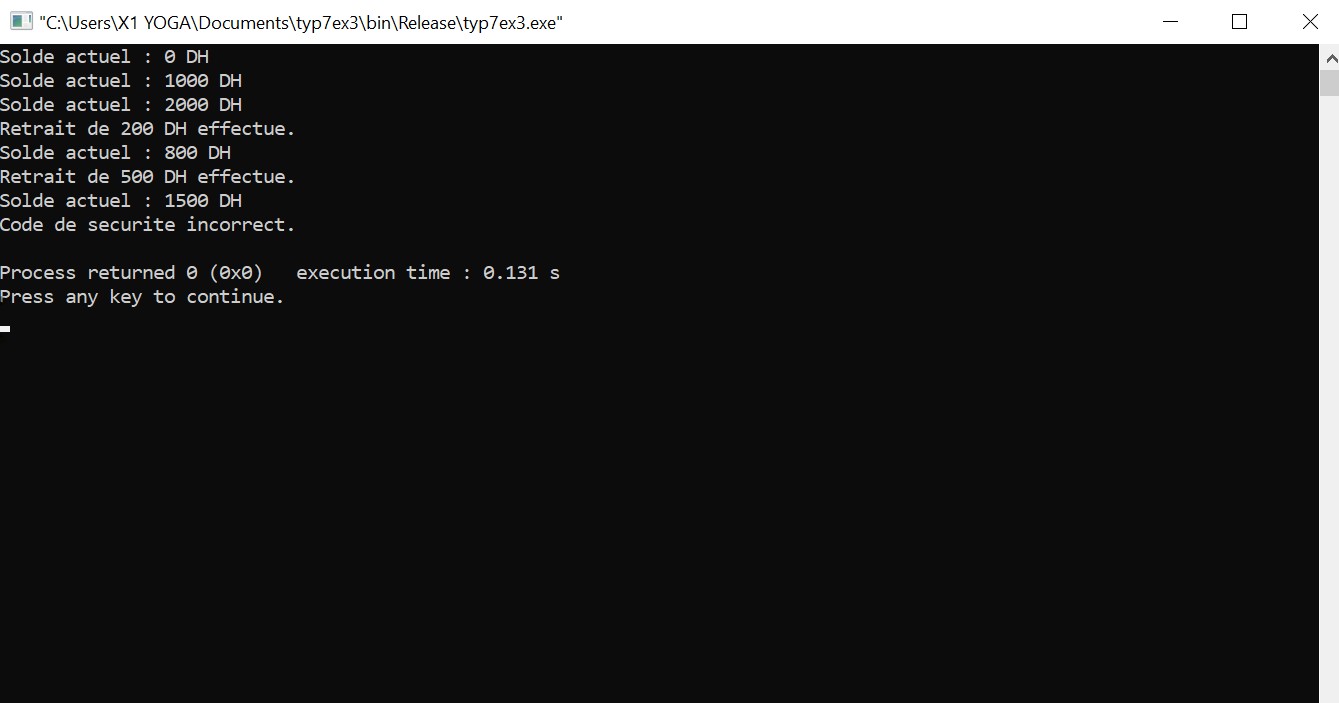 "C:\Users\X1 YOGA\Documents\typ7ex3\bin\Release\typ7ex3.exe"
Solde actuel : 0 DH
Solde actuel : 1000 DH
Solde actuel : 2000 DH
Retrait de 200 DH effectue.
Solde actuel : 800 DH
Retrait de 500 DH effectue.
Solde actuel : 1500 DH
Code de securite incorrect.
Process returned 0 (0x0)   execution time : 0.131 s
Press any key to continue.